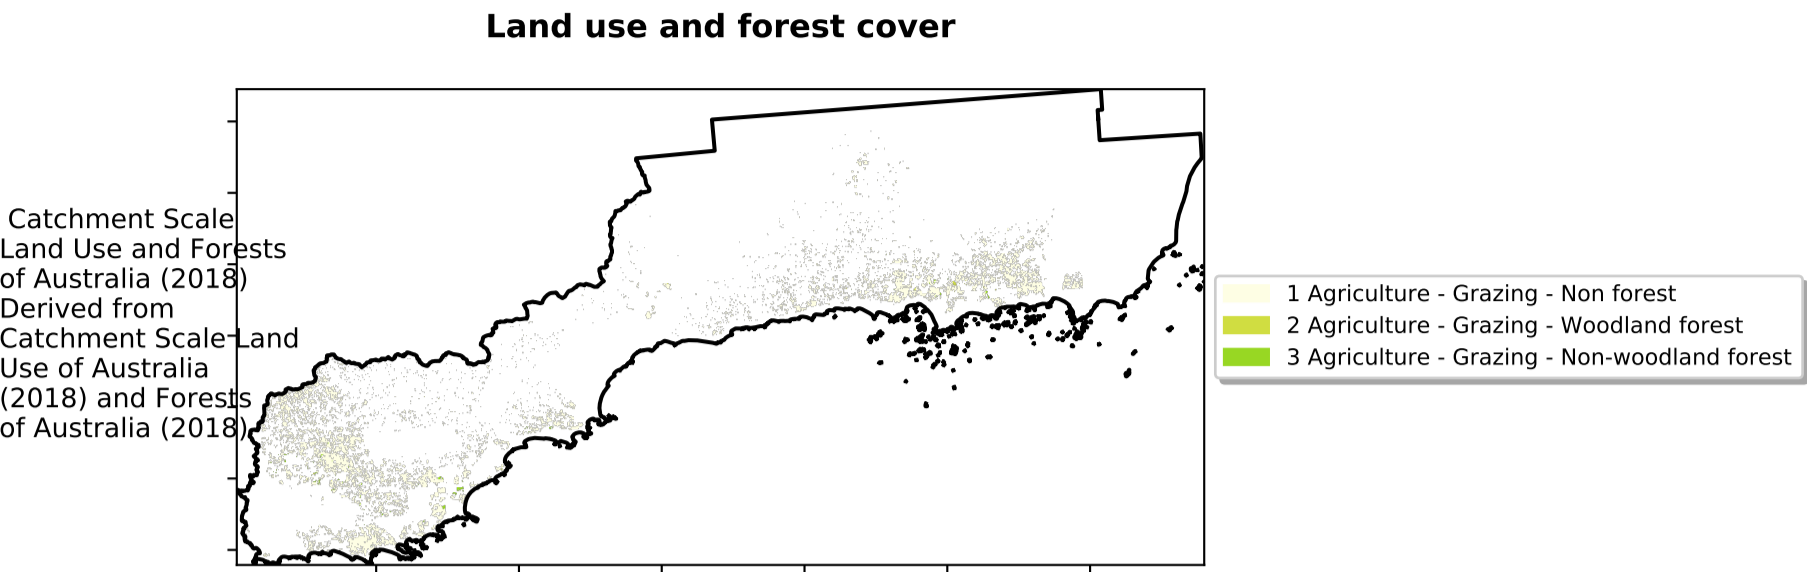 Land use and forest cover
Catchment Scale
Land Use and Forests
of Australia (2018)
Derived from
Catchment Scale Land
Use of Australia
(2018) and Forests
of Australia (2018)
1 Agriculture - Grazing - Non forest
2 Agriculture - Grazing - Woodland forest
3 Agriculture - Grazing - Non-woodland forest